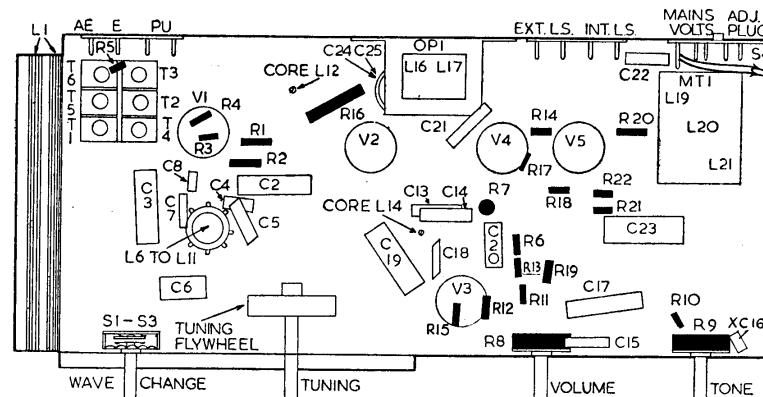 L1 AE E PU
EXT. LS. INT. LS.
MAINS VOLTS
ADJ. PLUG
S4
R5
T6 T3
T5 T2
T1 T4
V1
R4
R3
R1
R2
C24 C25
CORE L12
R16
OP1
L16 L17
V2
C21
V4
R14
V5
R17
R20
C22
MT1
L19
L20
L21
C8
C3
C7
C4
C2
C5
L6 TO L11
C6
CORE L14
C13 C14
R7
R18
R22
R21
C23
C19
C18
C20
R6
R13
R19
R11
V3
R15
R12
C17
R10
XC16
S1-S3
TUNING FLYWHEEL
R8
C15
R9
WAVE CHANGE
TUNING
VOLUME
TONE